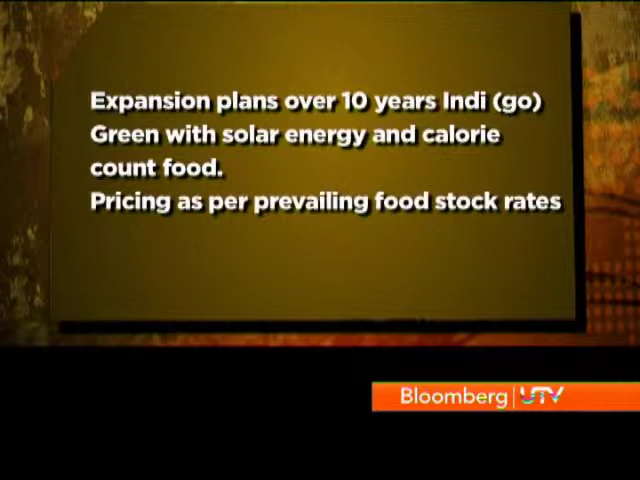 Expansion plans over 10 years Indi (go)
Green with solar energy and calorie
count food.
Pricing as per prevailing food stock rates
Bloomberg | UTV